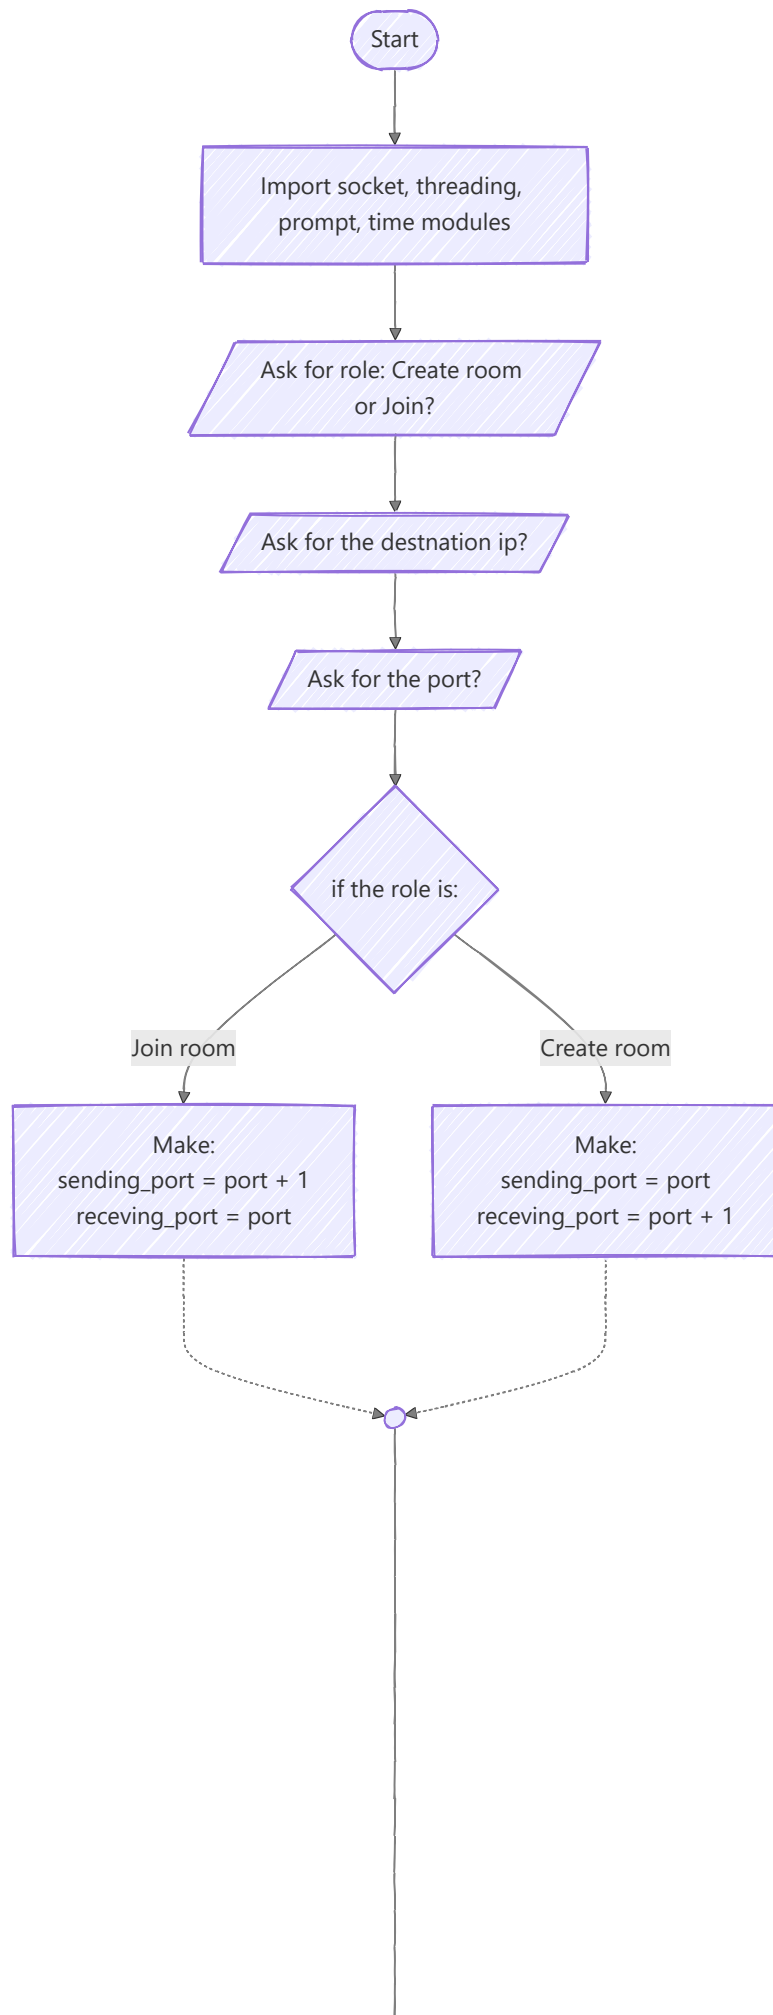 Start
Import socket, threading,
prompt, time modules
Ask for role: Create room
or Join?
Ask for the destnation ip?
Ask for the port?
if the role is:
Join room
Create room
Make:
sending_port = port + 1
receving_port = port
Make:
sending_port = port
receving_port = port + 1